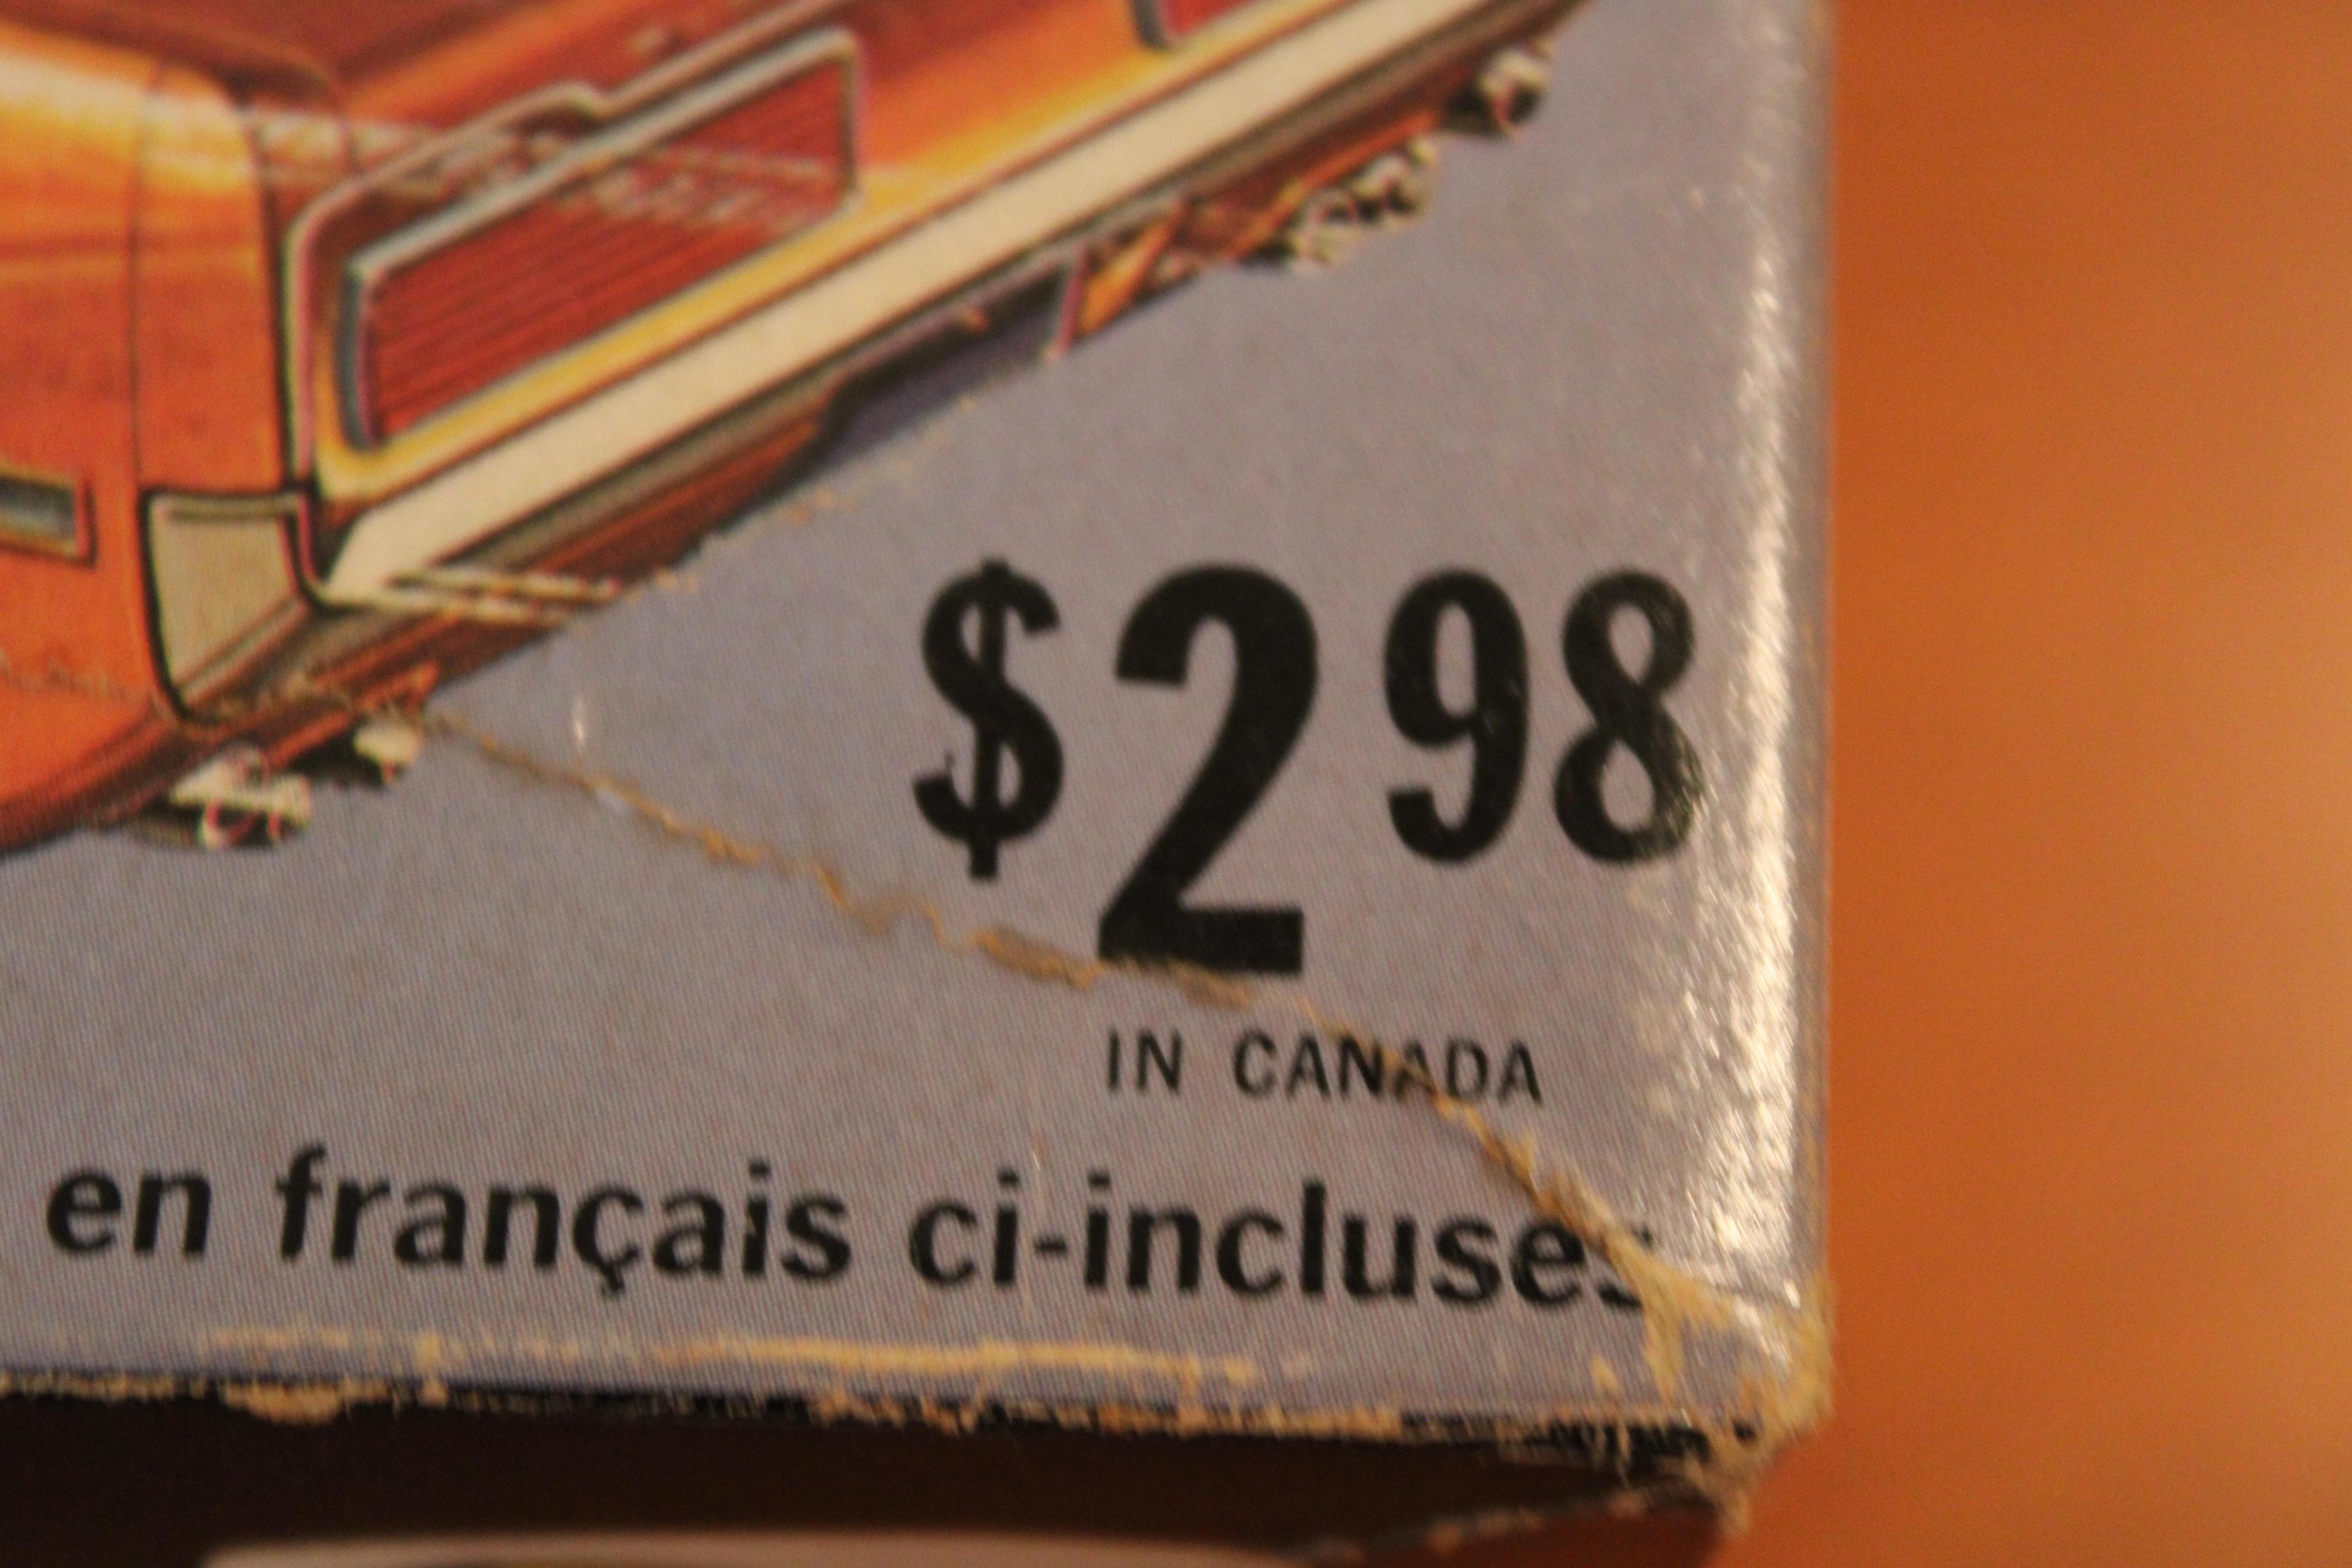 $2 98
IN CANADA
en français ci-incluses